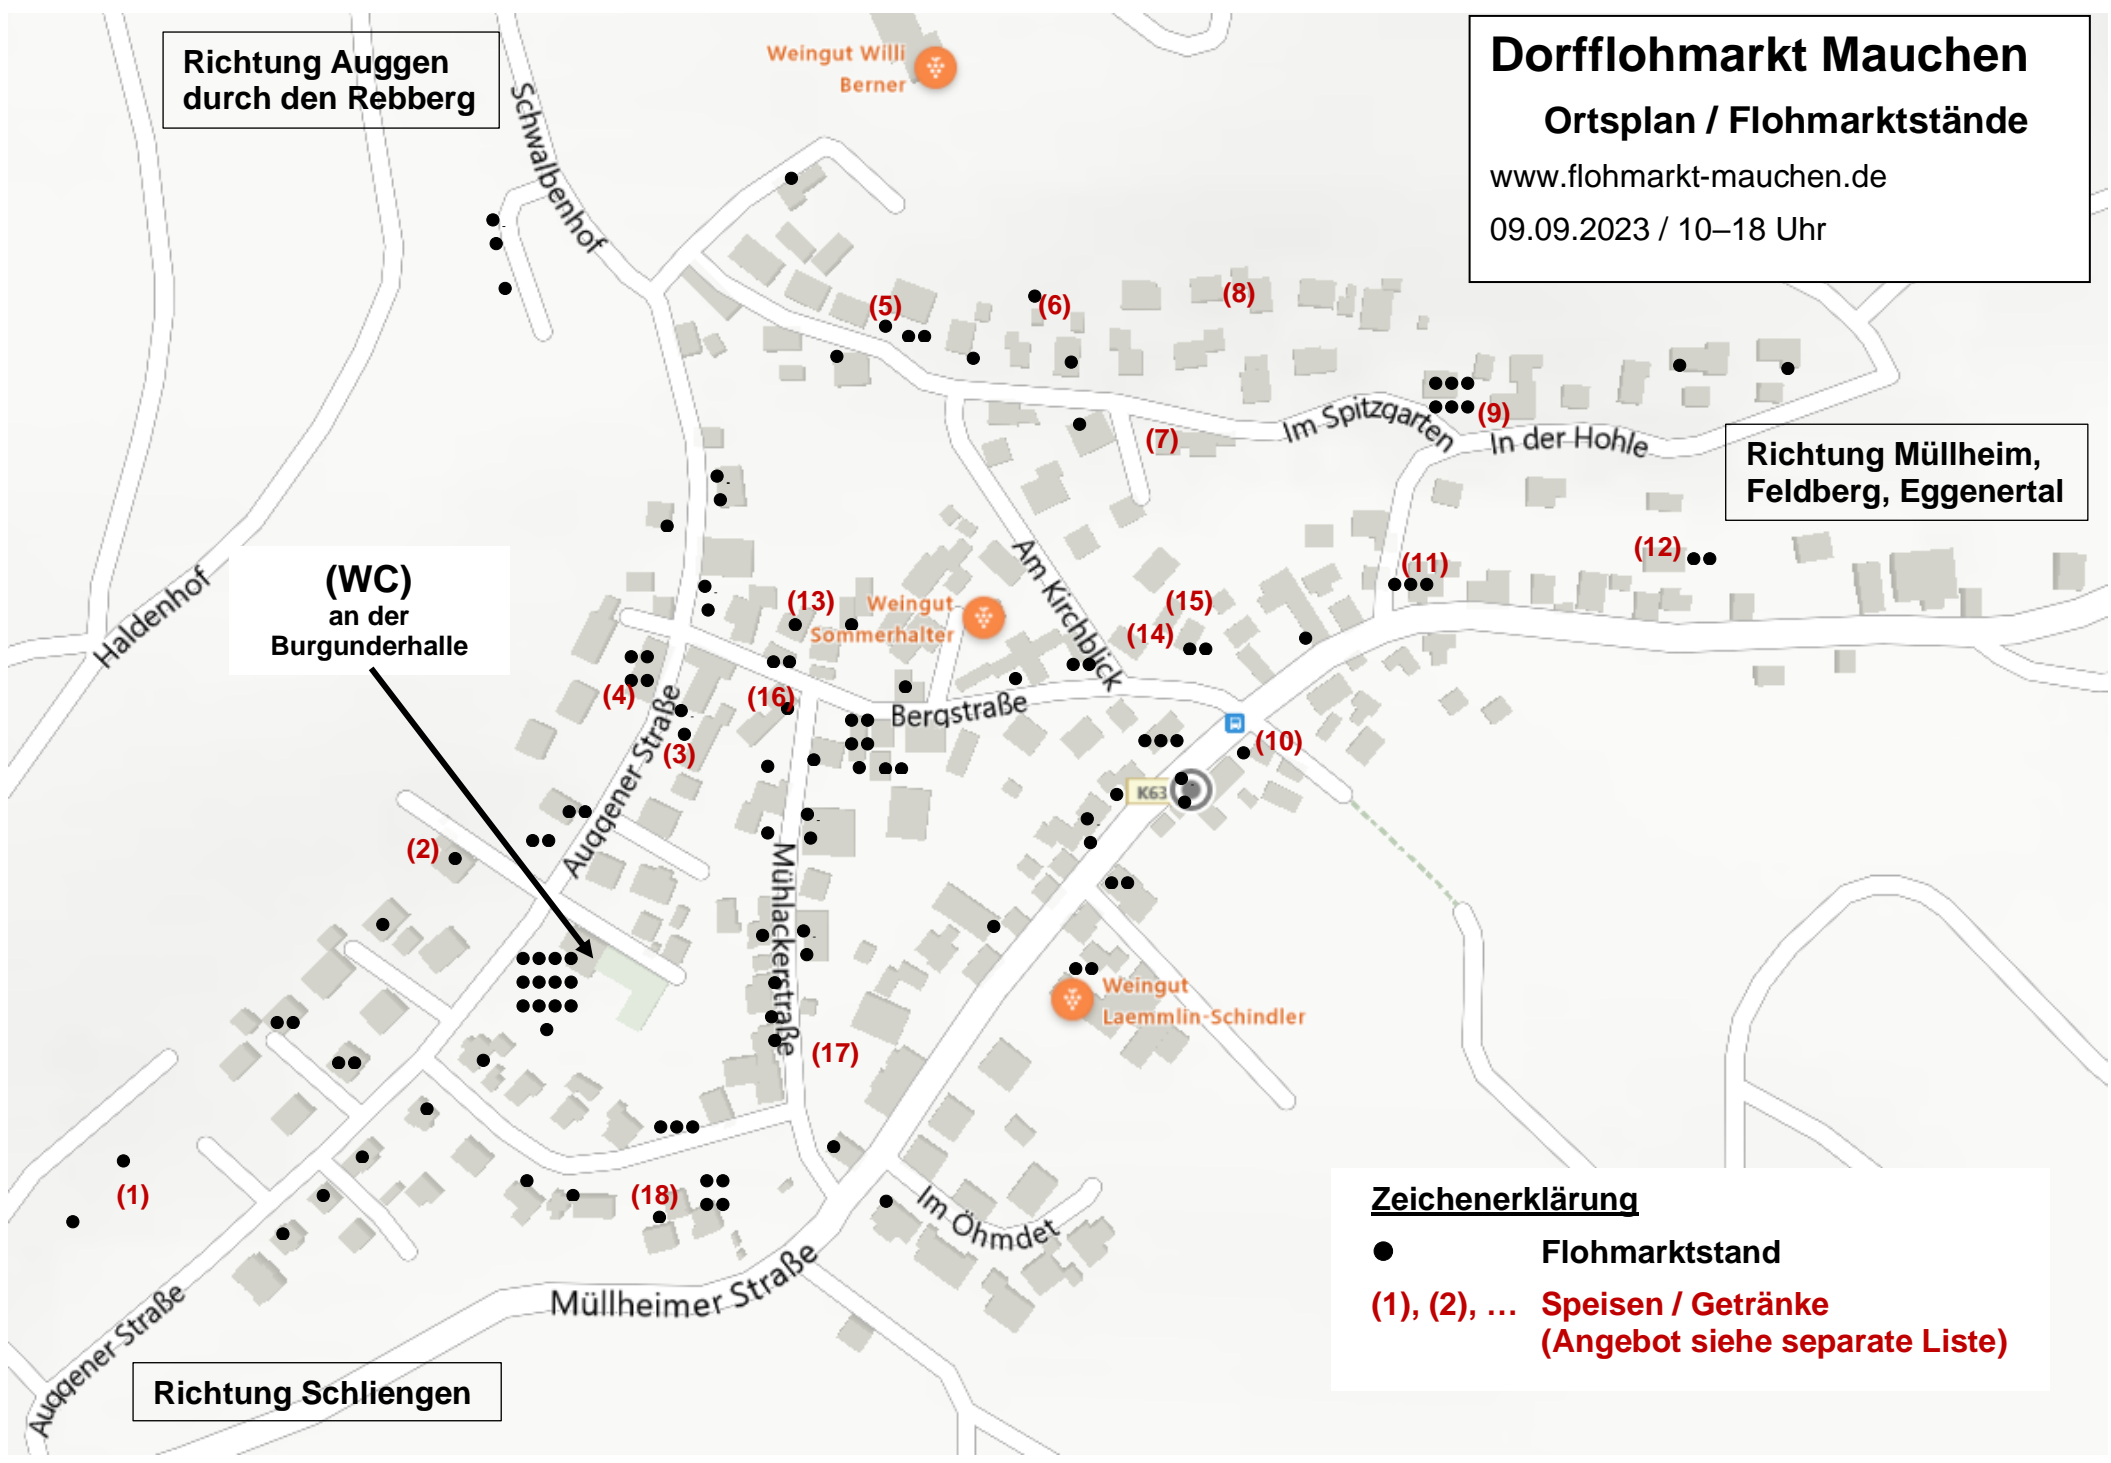 Richtung Auggen
durch den Rebberg
Weingut Willi
Berner
Dorfflohmarkt Mauchen
Ortsplan / Flohmarktstände
www.flohmarkt-mauchen.de
09.09.2023 / 10–18 Uhr
Schwalbenhof
(5)
(6)
(8)
(7)
Im Spitzgarten
(9)
In der Hohle
Richtung Müllheim,
Feldberg, Eggenertal
Haldenhof
(WC)
an der
Burgunderhalle
(13)
Weingut
Sommerhalter
Am Kirchblick
(15)
(14)
(11)
(12)
(4)
(16)
Bergstraße
(3)
Auggener Straße
(10)
K63
(2)
Mühlackerstraße
Weingut
Laemmlin-Schindler
(17)
(1)
(18)
Im Öhmdet
Müllheimer Straße
Auggener Straße
Richtung Schliengen
Zeichenerklärung
● Flohmarktstand
(1), (2), … Speisen / Getränke
(Angebot siehe separate Liste)